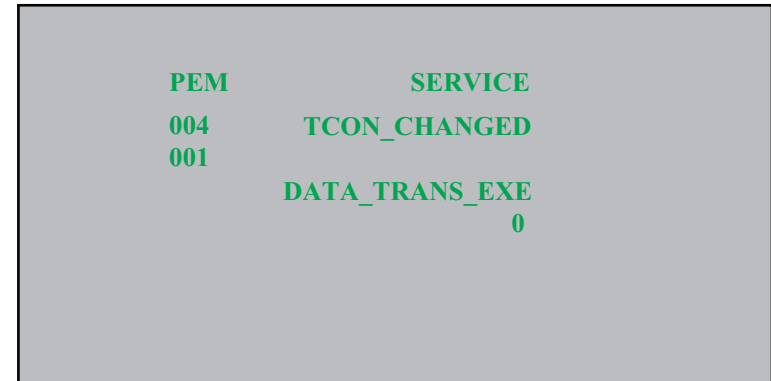 PEM SERVICE
004 TCON_CHANGED
001
DATA_TRANS_EXE
0